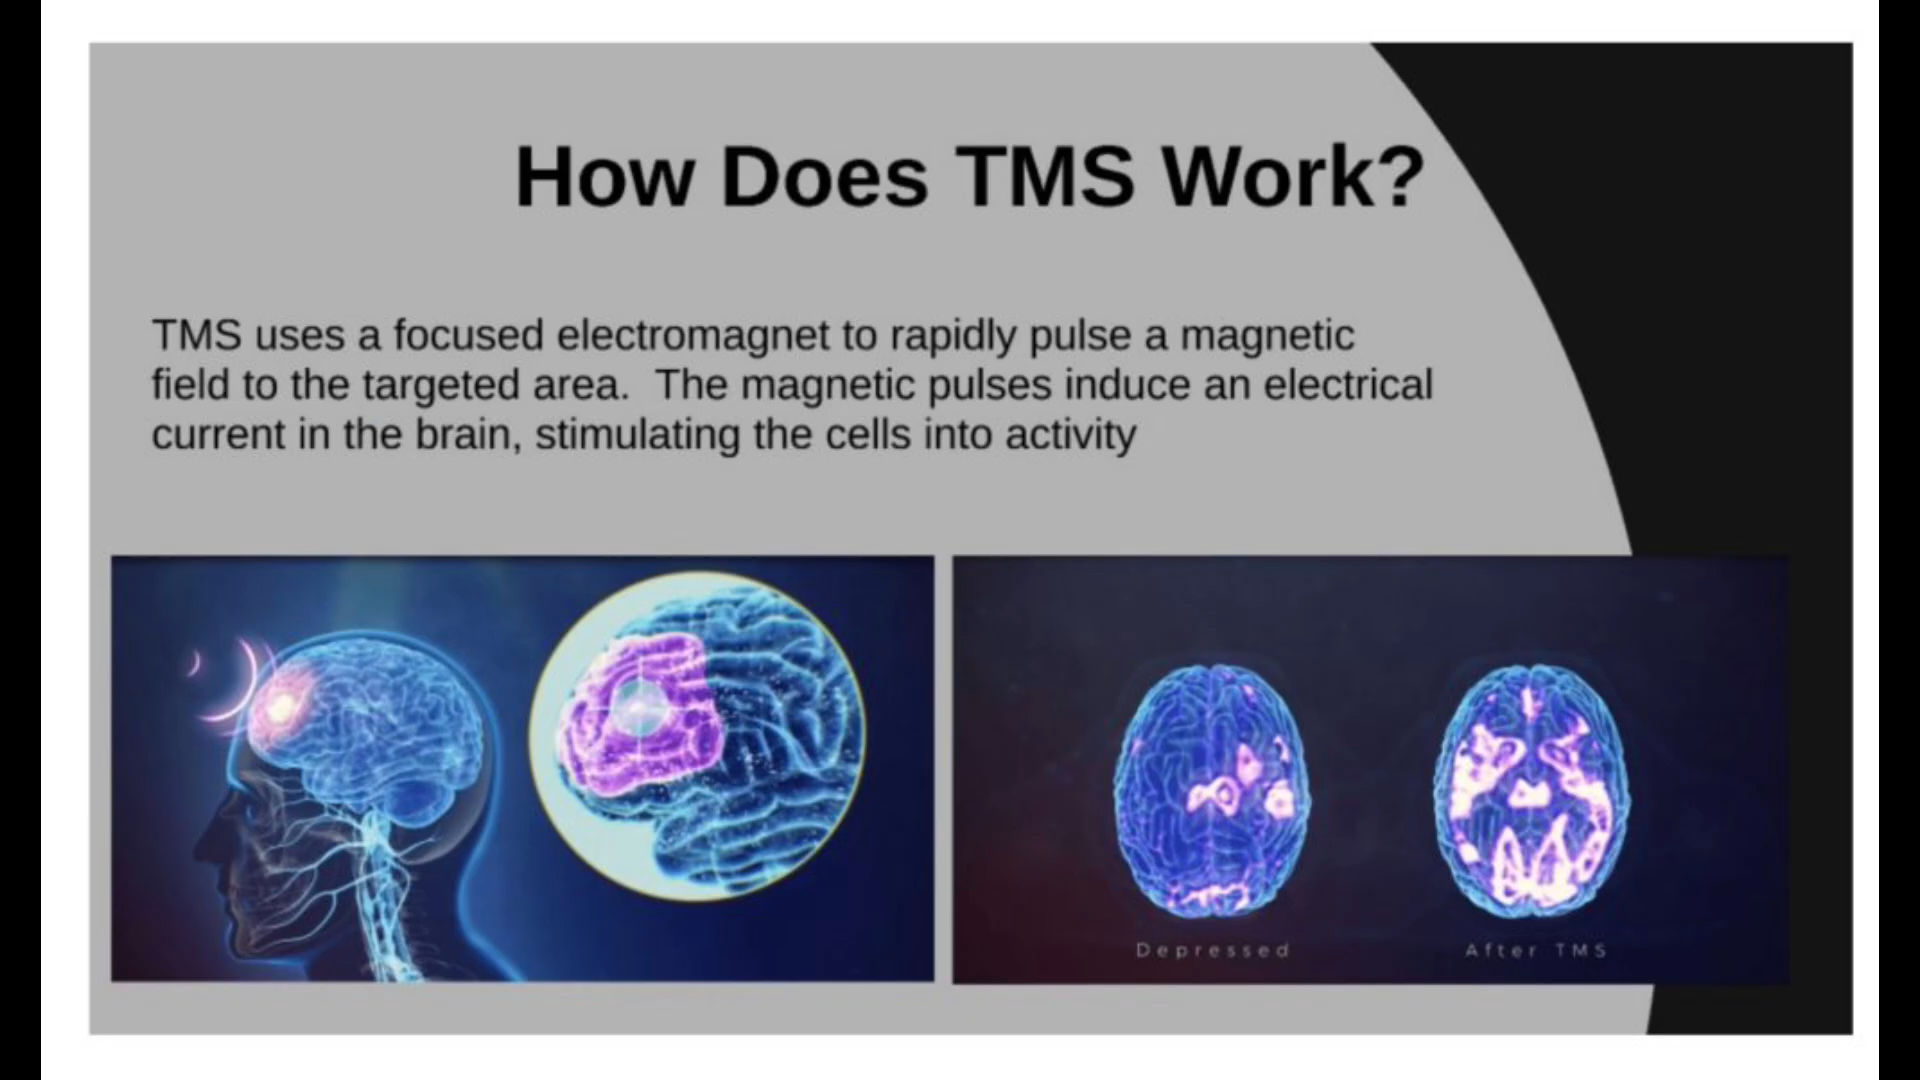 How Does TMS Work?
TMS uses a focused electromagnet to rapidly pulse a magnetic
field to the targeted area.  The magnetic pulses induce an electrical
current in the brain, stimulating the cells into activity
Depressed
After TMS